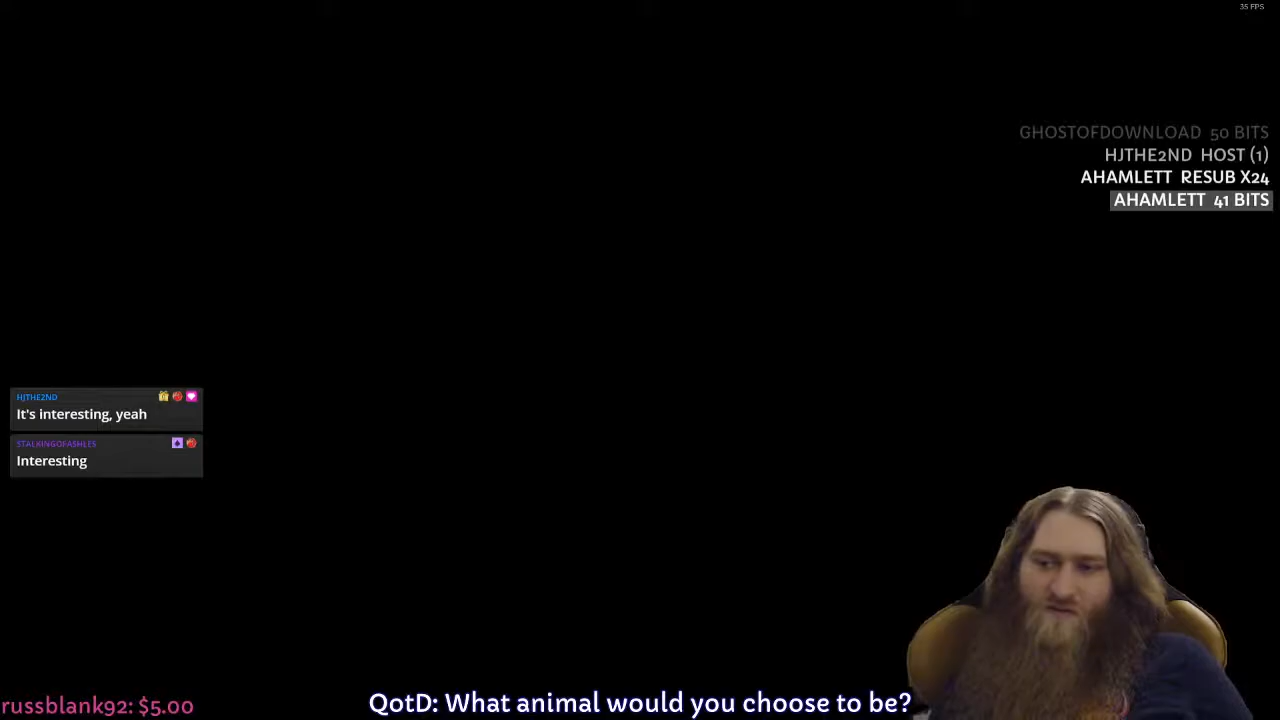 35 FPS
GHOSTOFDOWNLOAD 50 BITS
HJTHE2ND HOST (1)
AHAMLETT RESUB X24
AHAMLETT 41 BITS
HJTHE2ND
It's interesting, yeah
STALKINGOFASHLES
Interesting
russblank92: $5.00
QotD: What animal would you choose to be?